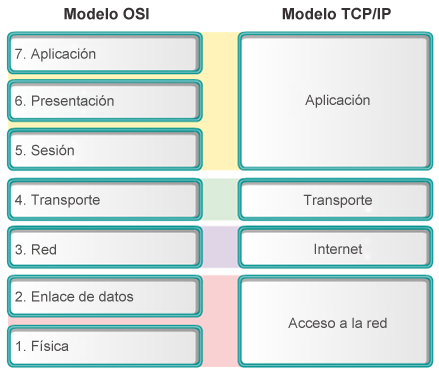 Modelo OSI
Modelo TCP/IP
7. Aplicación
6. Presentación
5. Sesión
Aplicación
4. Transporte
Transporte
3. Red
Internet
2. Enlace de datos
1. Física
Acceso a la red